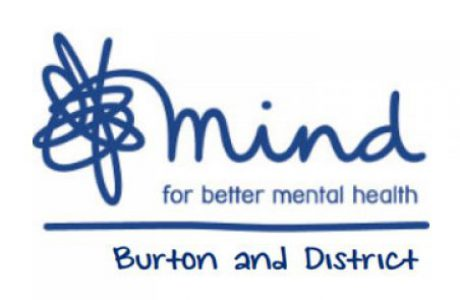 mind
for better mental health
Burton and District